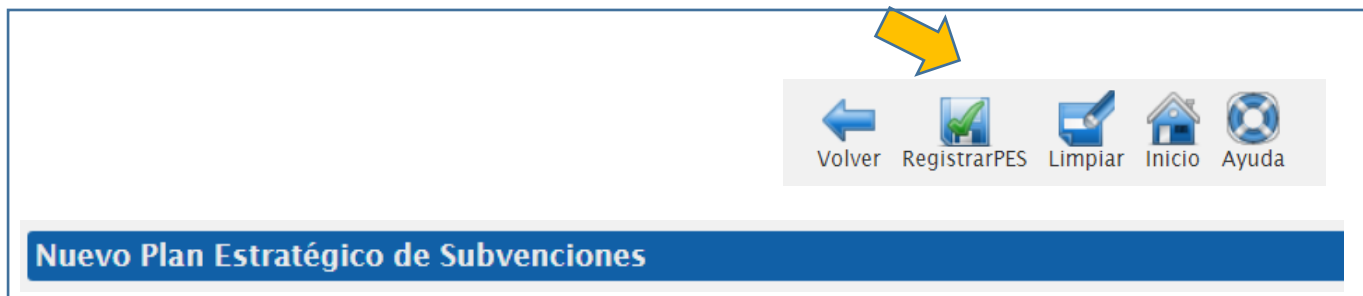 Volver RegistrarPES Limpiar Inicio Ayuda
Nuevo Plan Estratégico de Subvenciones